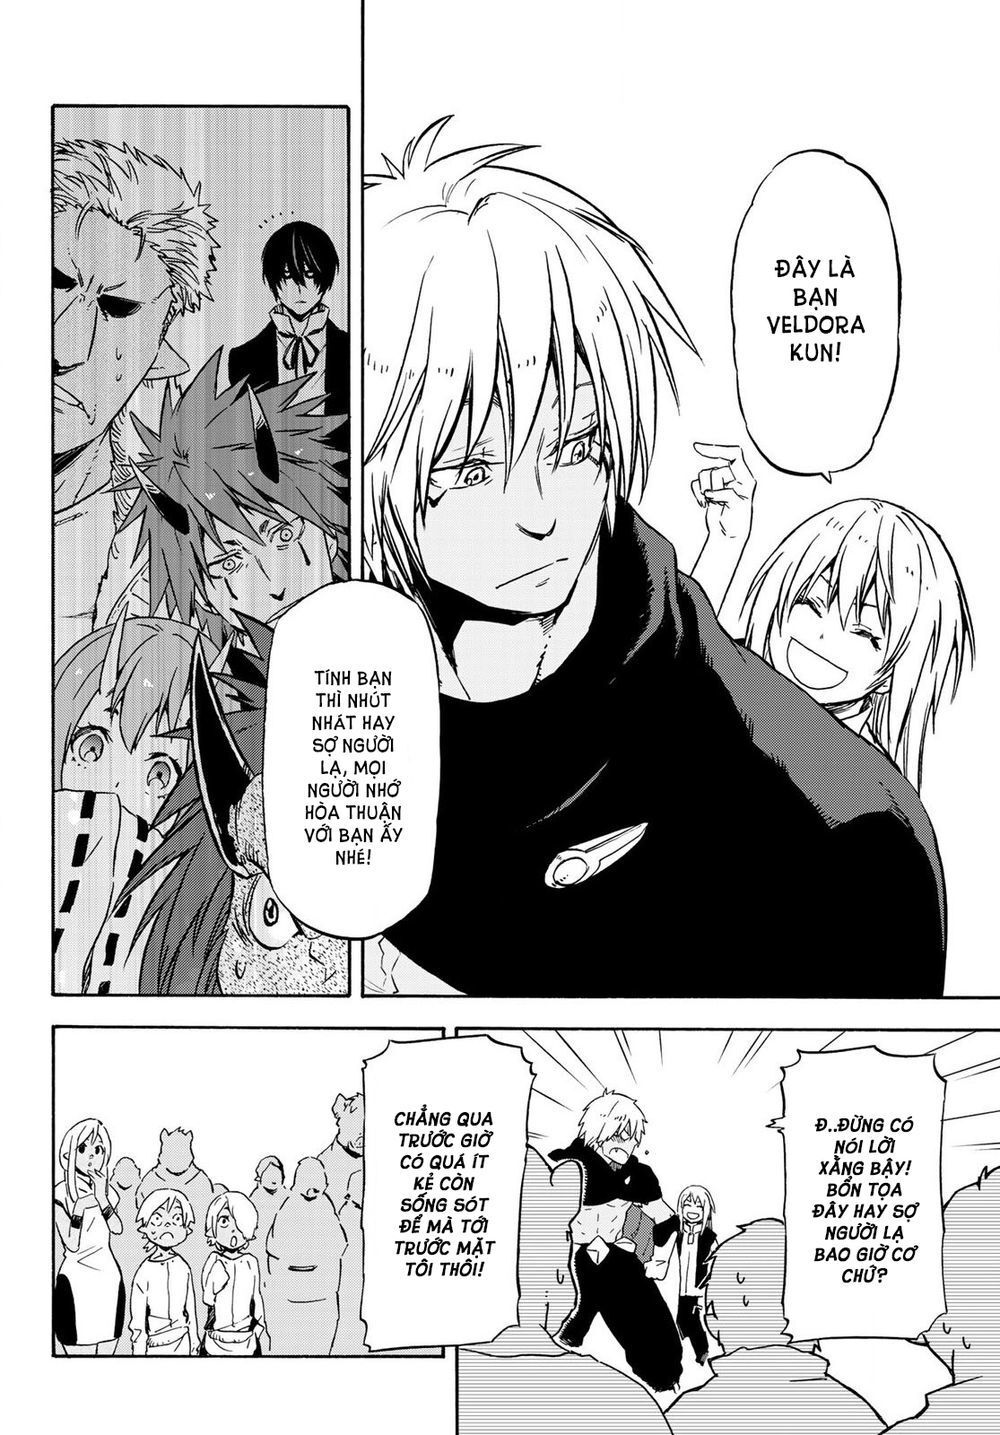 ĐÂY LÀ
BẠN
VELDORA
KUN!
TÍNH BẠN
THÌ NHÚT
NHÁT HAY
SỢ NGƯỜI
LẠ, MỌI
NGƯỜI NHỚ
HÒA THUẬN
VỚI BẠN ẤY
NHÉ!
Đ..ĐỪNG CÓ
NÓI LỜI
XẰNG BẬY!
BỔN TỌA
ĐÂY HAY SỢ
NGƯỜI LẠ
BAO GIỜ CƠ
CHỨ?
CHẲNG QUA
TRƯỚC GIỜ
CÓ QUÁ ÍT
KẺ CÒN
SỐNG SÓT
ĐỂ MÀ TỚI
TRƯỚC MẶT
TÔI THÔI!